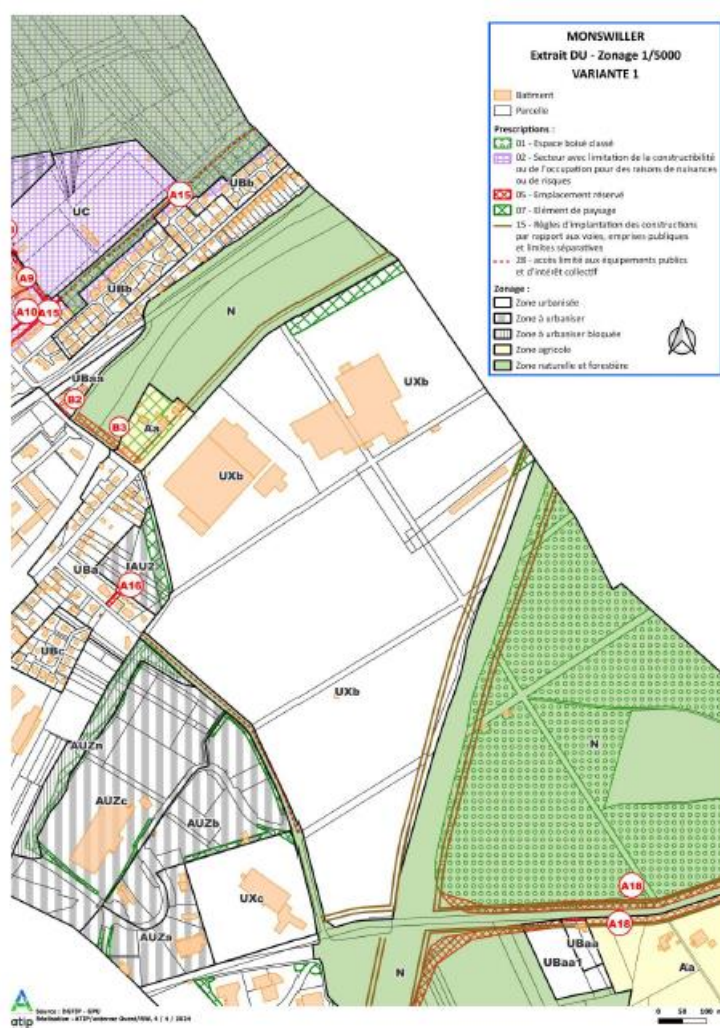 MONSWILLER
Extrait DU - Zonage 1/5000
VARIANTE 1
Batiment
Parcelle
Prescriptions :
01 - Espace boisé classé
02 - Secteur avec limitation de la constructibilité
ou de l'occupation pour des raisons de nuisances
ou de risques
05 - Emplacement réservé
07 - Elément de paysage
15 - Règles d'implantation des constructions
par rapport aux voies, emprises publiques
et limites séparatives
28 - accès limité aux équipements publics
et d'intérêt collectif
Zonage :
Zone urbanisée
Zone à urbaniser
Zone à urbaniser bloquée
Zone agricole
Zone naturelle et forestière
A15
UBb
UC
A9
A10
A15
UBb
N
UBaa
B2
B3
Aa
UXb
UXb
IAU2
UBa
A16
UBc
UXb
AUZn
AUZc
AUZb
N
UXc
A18
A18
AUZa
UBaa
UBaa1
N
Aa
atip
Source : DGFIP - GPU
0 50 100